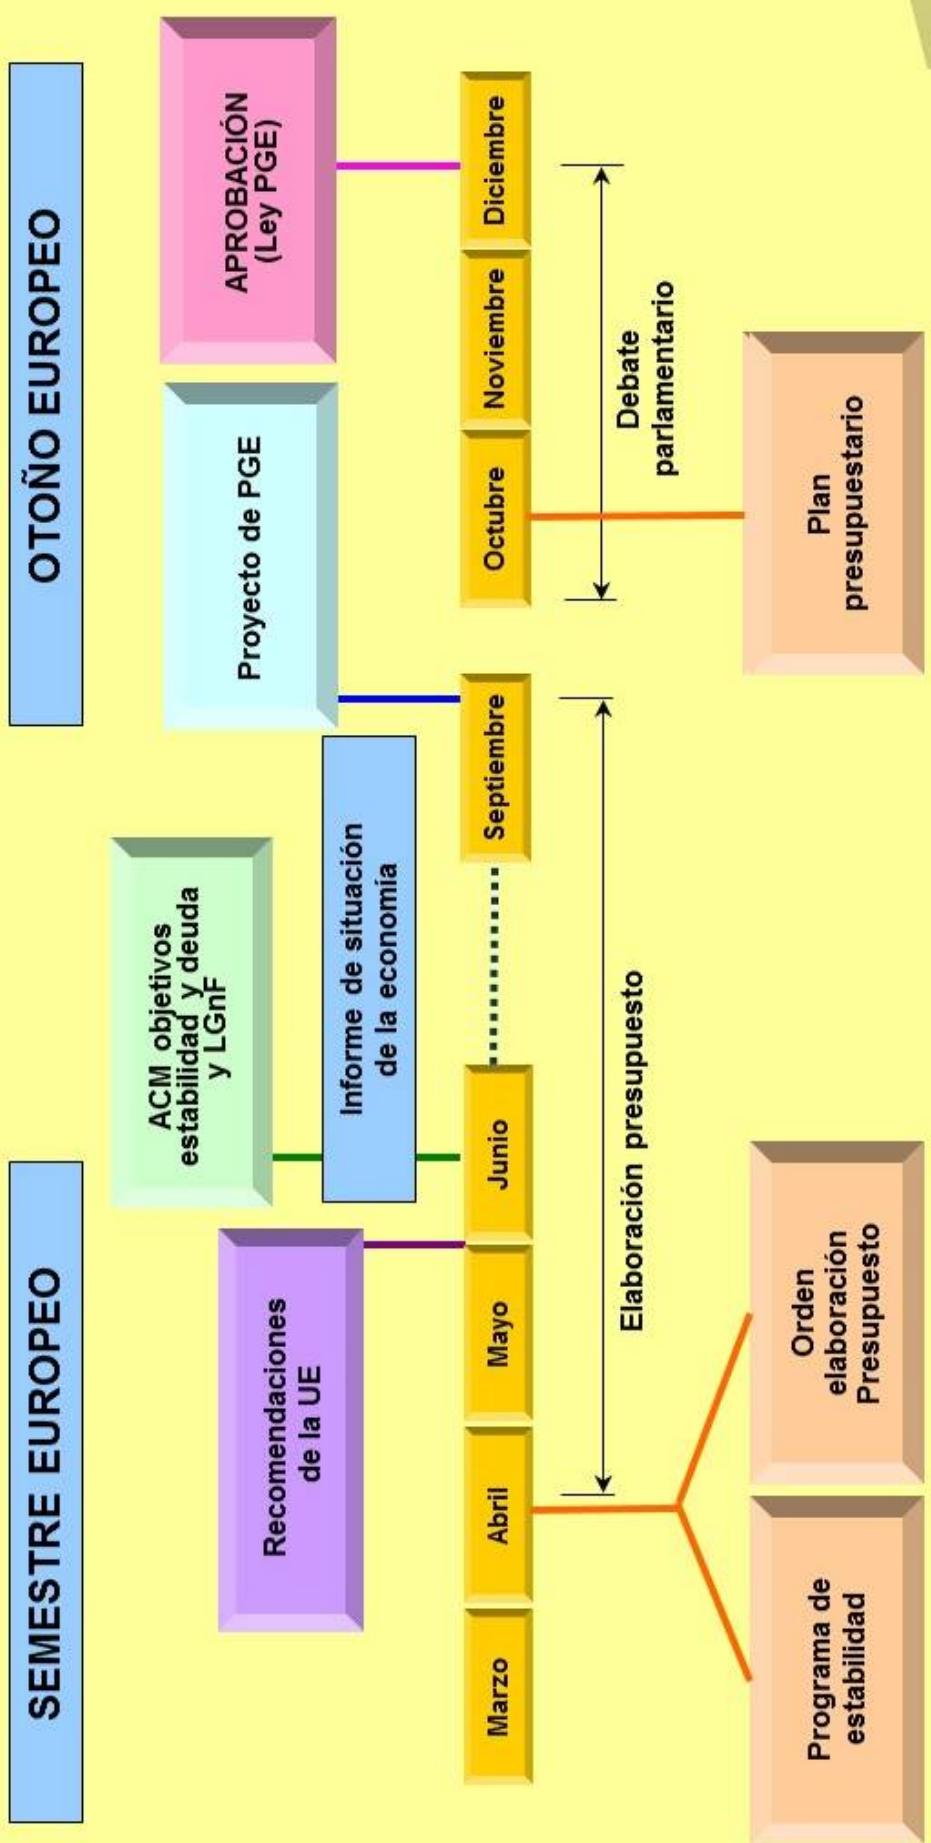 SEMESTRE EUROPEO
OTOÑO EUROPEO
Recomendaciones
de la UE
ACM objetivos
estabilidad y deuda
y LGnF
Informe de situación
de la economía
Proyecto de PGE
APROBACIÓN
(Ley PGE)
Marzo
Abril
Mayo
Junio
Septiembre
Octubre
Noviembre
Diciembre
Elaboración presupuesto
Debate
parlamentario
Programa de
estabilidad
Orden
elaboración
Presupuesto
Plan
presupuestario